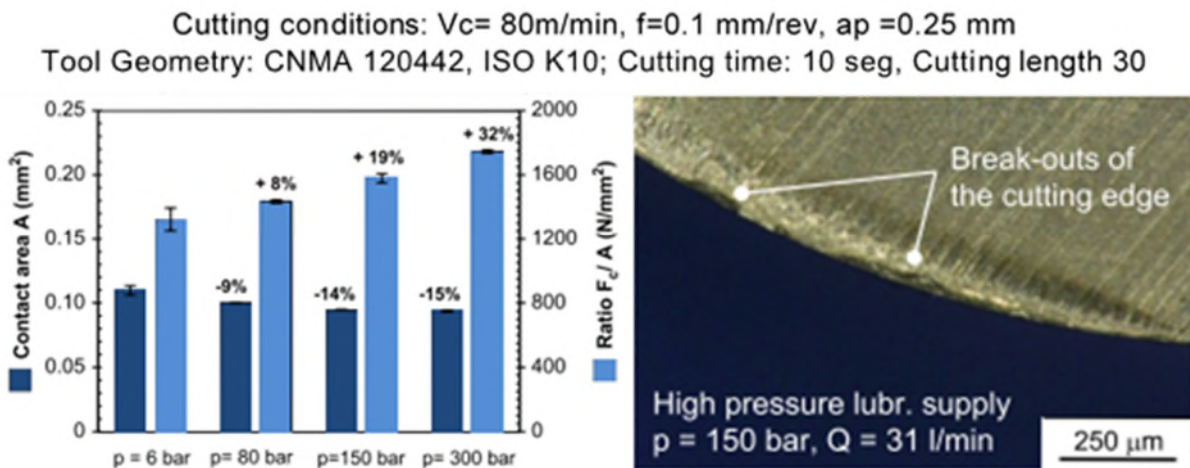 Cutting conditions: Vc= 80m/min, f=0.1 mm/rev, ap =0.25 mm
Tool Geometry: CNMA 120442, ISO K10; Cutting time: 10 seg, Cutting length 30
Contact area A (mm²)
0.25
0.20
0.15
0.10
0.05
0
-9%
-14%
-15%
+ 8%
+ 19%
+ 32%
2000
1600
1200
800
400
0
Ratio Fc/ A (N/mm²)
p = 6 bar
p= 80 bar
p=150 bar
p= 300 bar
Break-outs of
the cutting edge
High pressure lubr. supply
p = 150 bar, Q = 31 l/min
250 µm